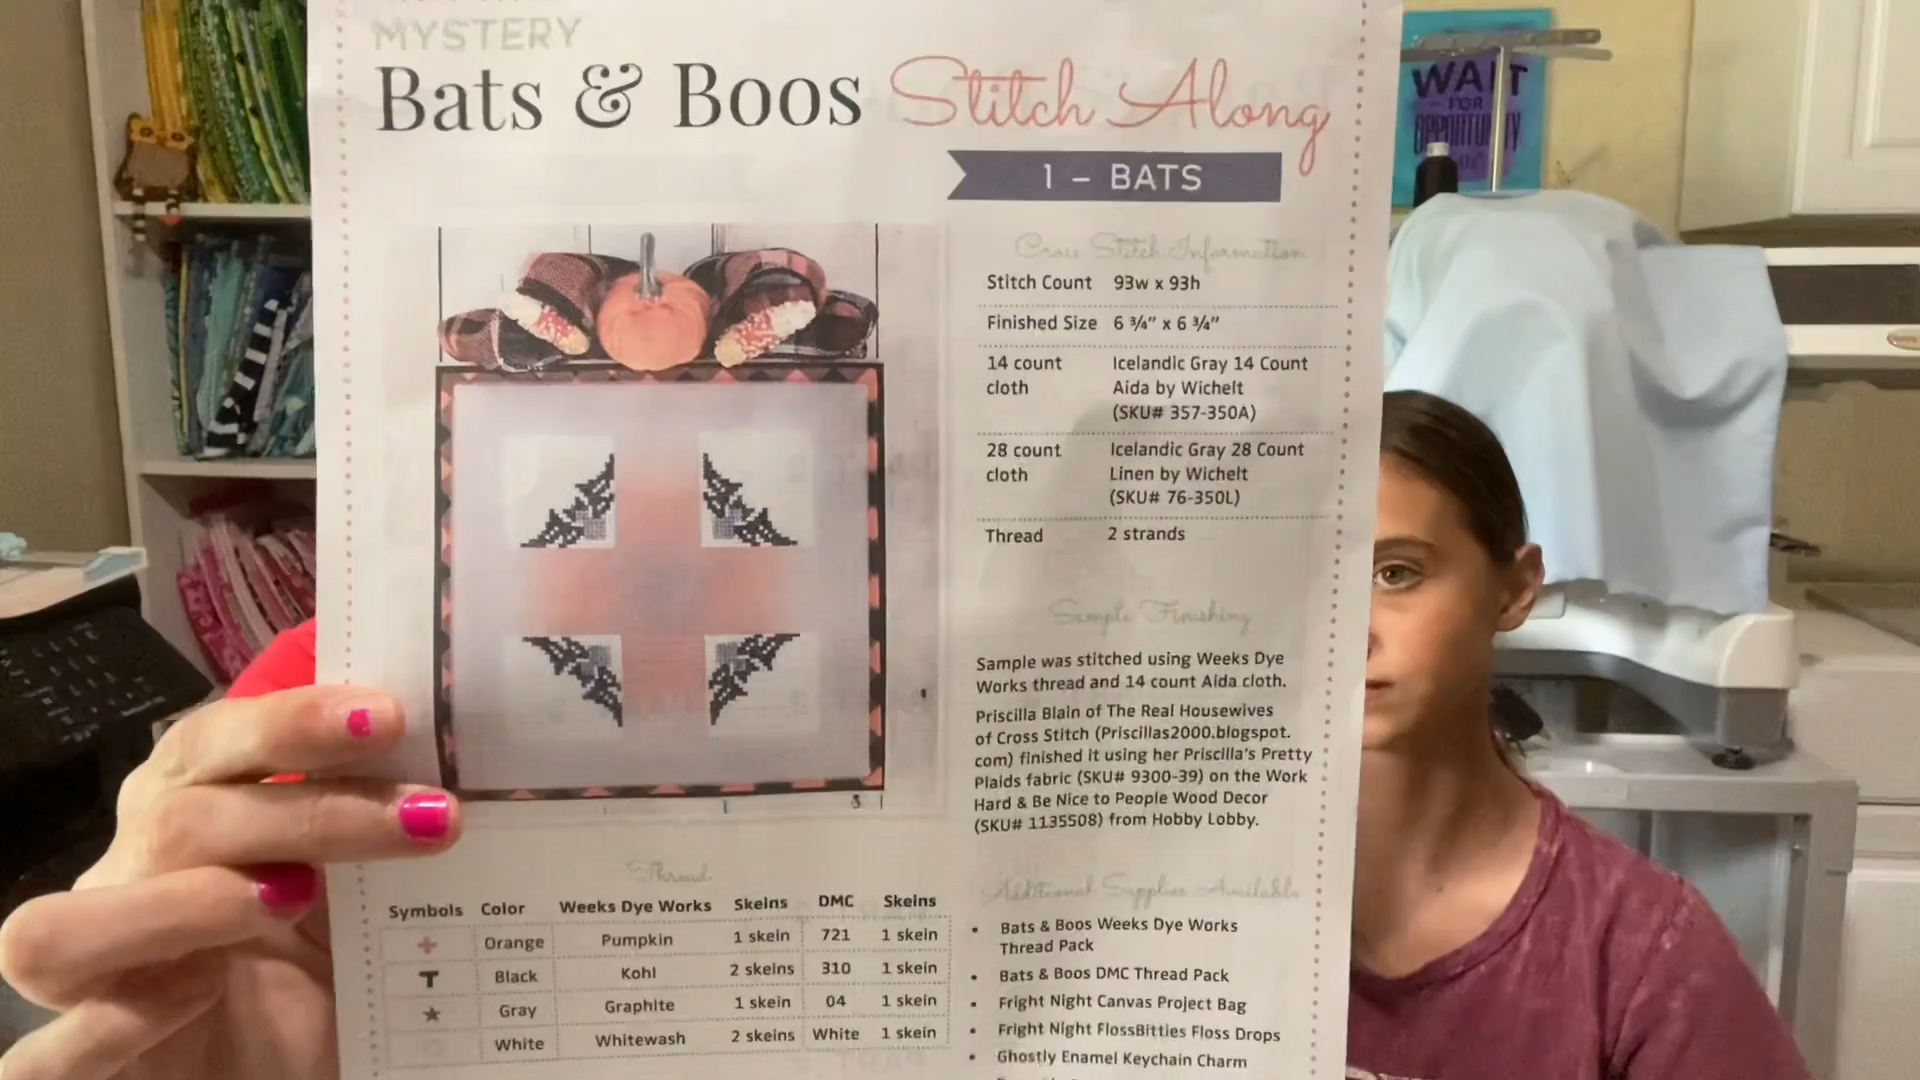 MYSTERY
Bats & Boos Stitch Along
1 – BATS
Cross Stitch Information
Stitch Count 93w x 93h
Finished Size 6 ¾" x 6 ¾"
14 count cloth
Icelandic Gray 14 Count
Aida by Wichelt
(SKU# 357-350A)
28 count cloth
Icelandic Gray 28 Count
Linen by Wichelt
(SKU# 76-350L)
Thread 2 strands
Sample Finishing
Sample was stitched using Weeks Dye
Works thread and 14 count Aida cloth.
Priscilla Blain of The Real Housewives
of Cross Stitch (Priscillas2000.blogspot.
com) finished it using her Priscilla's Pretty
Plaids fabric (SKU# 9300-39) on the Work
Hard & Be Nice to People Wood Decor
(SKU# 1135508) from Hobby Lobby.
Thread
Symbols Color Weeks Dye Works Skeins DMC Skeins
Orange Pumpkin 1 skein 721 1 skein
Black Kohl 2 skeins 310 1 skein
Gray Graphite 1 skein 04 1 skein
White Whitewash 2 skeins White 1 skein
Additional Supplies Available
• Bats & Boos Weeks Dye Works
Thread Pack
• Bats & Boos DMC Thread Pack
• Fright Night Canvas Project Bag
• Fright Night FlossBitties Floss Drops
• Ghostly Enamel Keychain Charm
WAIT
FOR
OPPORTUNITY